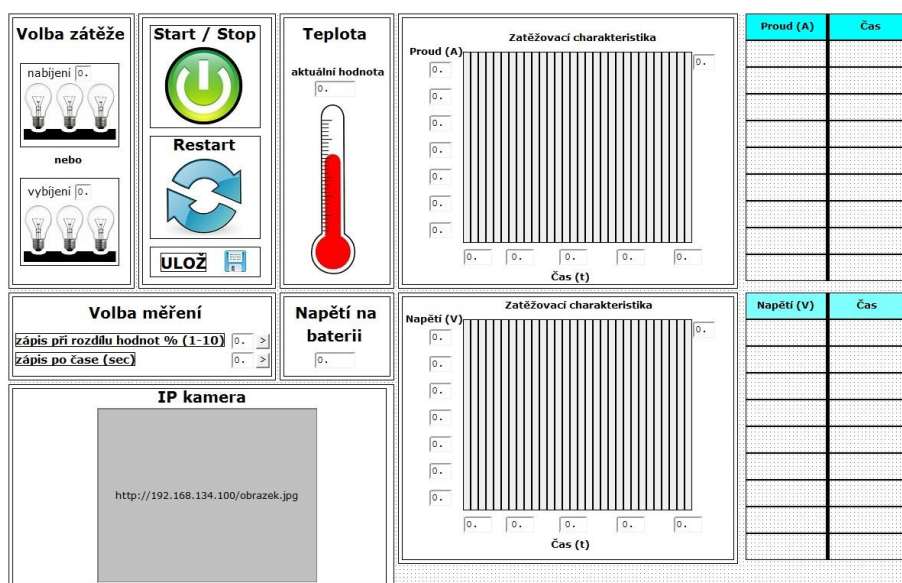 Volba zátěže
nabíjení 0.
nebo
vybíjení 0.
Start / Stop
Restart
ULOŽ
Teplota
aktuální hodnota
0.
Zatěžovací charakteristika
Proud (A)
0.
0.
0.
0.
0.
0.
0.
0.
0. 0. 0. 0. 0.
Čas (t)
Proud (A) Čas
Volba měření
zápis při rozdílu hodnot % (1-10) 0. >
zápis po čase (sec) 0. >
Napětí na
baterii
0.
Zatěžovací charakteristika
Napětí (V)
0.
0.
0.
0.
0.
0.
0.
0.
0. 0. 0. 0. 0.
Čas (t)
Napětí (V) Čas
IP kamera
http://192.168.134.100/obrazek.jpg